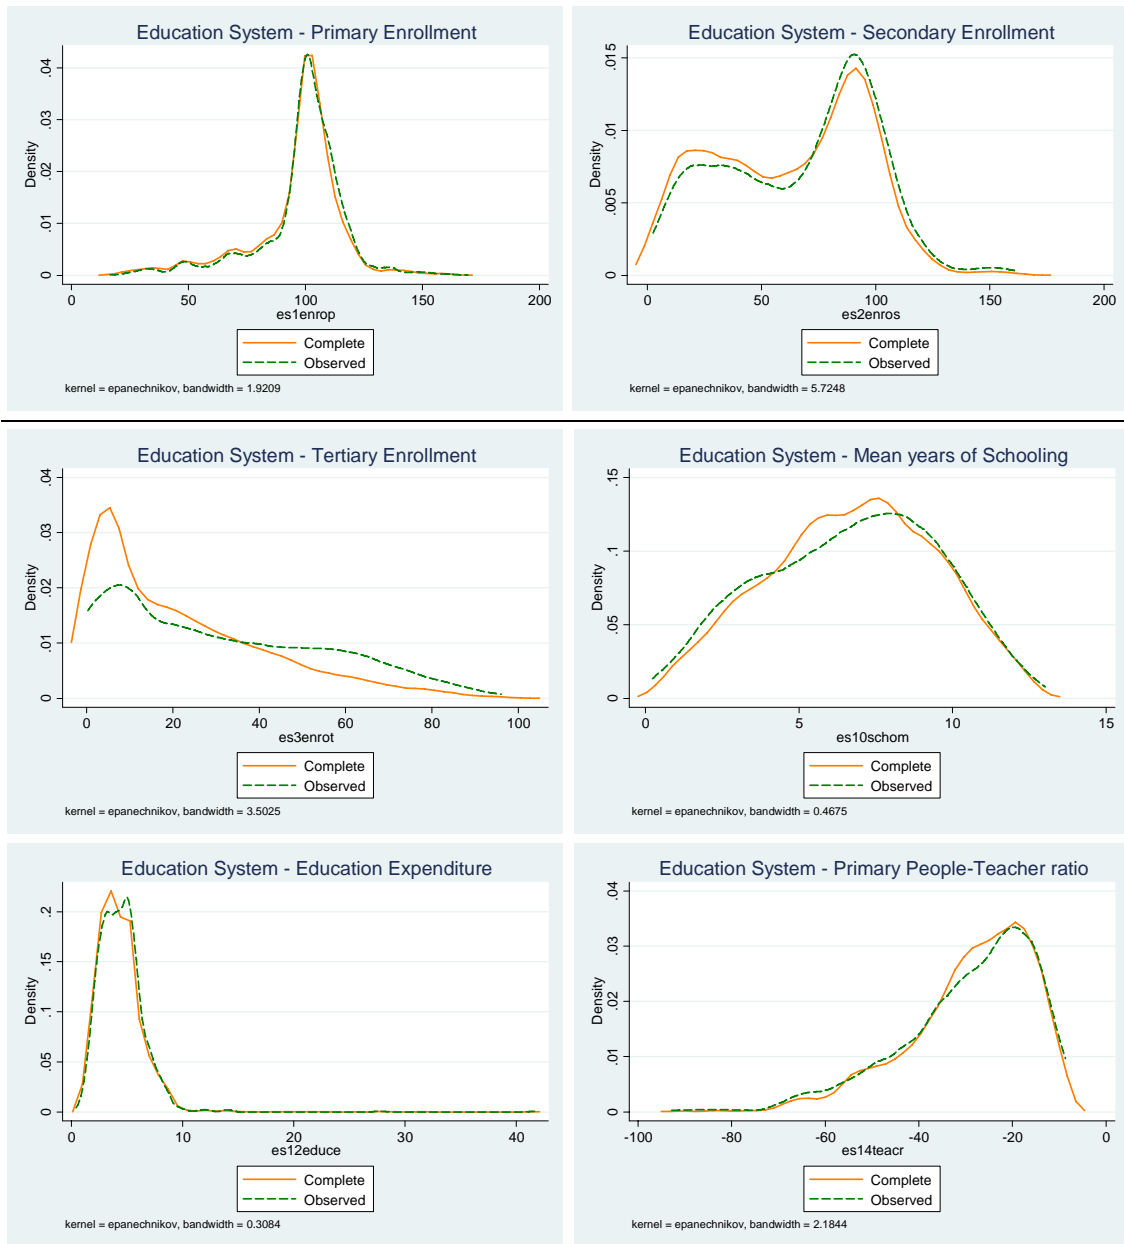 Education System - Primary Enrollment
Density
0 .01 .02 .03 .04
0 50 100 150 200
es1enrop
Complete
Observed
kernel = epanechnikov, bandwidth = 1.9209
Education System - Secondary Enrollment
Density
0 .005 .01 .015
0 50 100 150 200
es2enros
Complete
Observed
kernel = epanechnikov, bandwidth = 5.7248
Education System - Tertiary Enrollment
Density
0 .01 .02 .03 .04
0 20 40 60 80 100
es3enrot
Complete
Observed
kernel = epanechnikov, bandwidth = 3.5025
Education System - Mean years of Schooling
Density
0 .05 .1 .15
0 5 10 15
es10schom
Complete
Observed
kernel = epanechnikov, bandwidth = 0.4675
Education System - Education Expenditure
Density
0 .05 .1 .15 .2
0 10 20 30 40
es12educe
Complete
Observed
kernel = epanechnikov, bandwidth = 0.3084
Education System - Primary People-Teacher ratio
Density
0 .01 .02 .03 .04
-100 -80 -60 -40 -20 0
es14teacr
Complete
Observed
kernel = epanechnikov, bandwidth = 2.1844